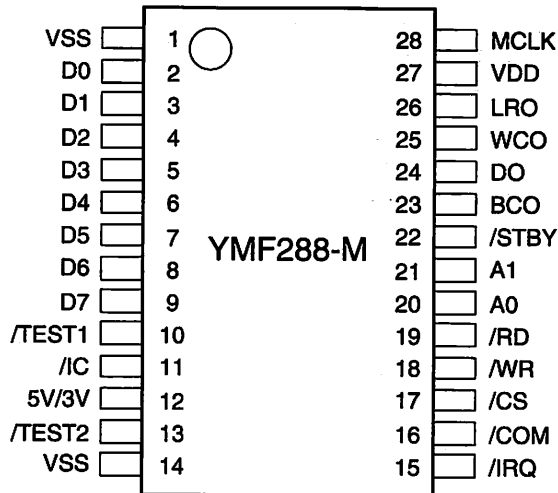 VSS 1 28 MCLK
D0 2 27 VDD
D1 3 26 LRO
D2 4 25 WCO
D3 5 24 DO
D4 6 23 BCO
D5 7 22 /STBY
YMF288-M
D6 8 21 A1
D7 9 20 A0
/TEST1 10 19 /RD
/IC 11 18 /WR
5V/3V 12 17 /CS
/TEST2 13 16 /COM
VSS 14 15 /IRQ